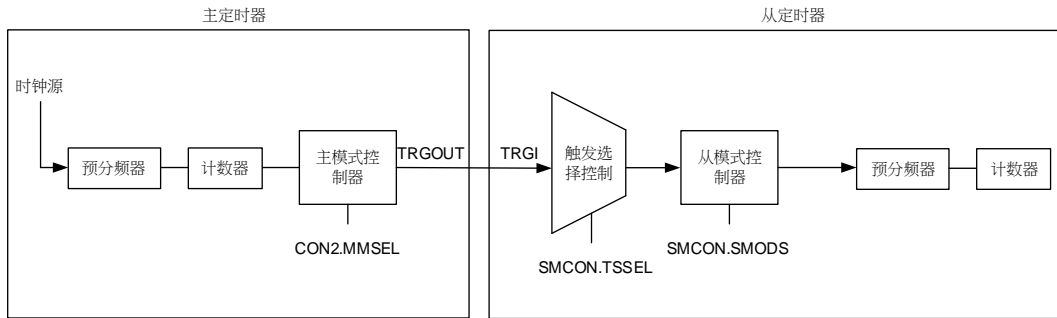 主定时器
从定时器
时钟源
预分频器
计数器
主模式控
制器
TRGOUT
TRGI
触发选
择控制
从模式控
制器
预分频器
计数器
CON2.MMSEL
SMCON.TSSEL
SMCON.SMODS